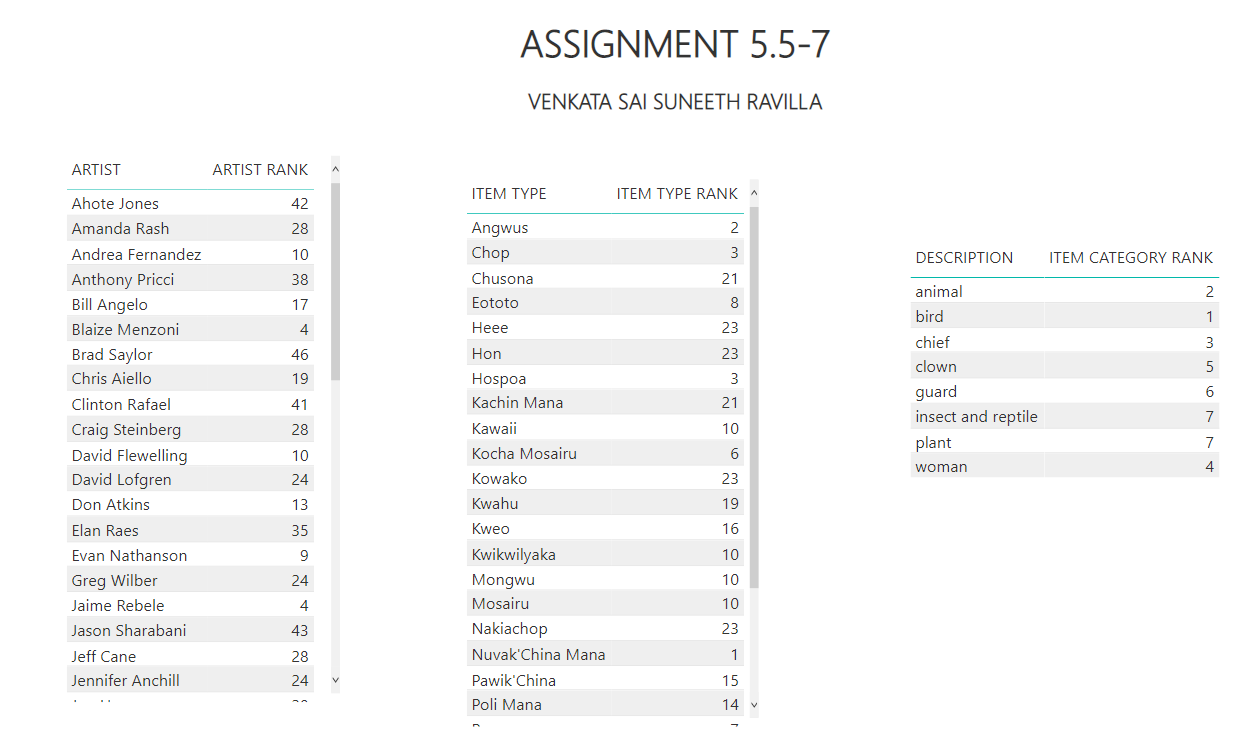 ASSIGNMENT 5.5-7
VENKATA SAI SUNEETH RAVILLA
ARTIST ARTIST RANK
Ahote Jones 42
Amanda Rash 28
Andrea Fernandez 10
Anthony Pricci 38
Bill Angelo 17
Blaize Menzoni 4
Brad Saylor 46
Chris Aiello 19
Clinton Rafael 41
Craig Steinberg 28
David Flewelling 10
David Lofgren 24
Don Atkins 13
Elan Raes 35
Evan Nathanson 9
Greg Wilber 24
Jaime Rebele 4
Jason Sharabani 43
Jeff Cane 28
Jennifer Anchill 24
ITEM TYPE ITEM TYPE RANK
Angwus 2
Chop 3
Chusona 21
Eototo 8
Heee 23
Hon 23
Hospoa 3
Kachin Mana 21
Kawaii 10
Kocha Mosairu 6
Kowako 23
Kwahu 19
Kweo 16
Kwikwilyaka 10
Mongwu 10
Mosairu 10
Nakiachop 23
Nuvak'China Mana 1
Pawik'China 15
Poli Mana 14
DESCRIPTION ITEM CATEGORY RANK
animal 2
bird 1
chief 3
clown 5
guard 6
insect and reptile 7
plant 7
woman 4